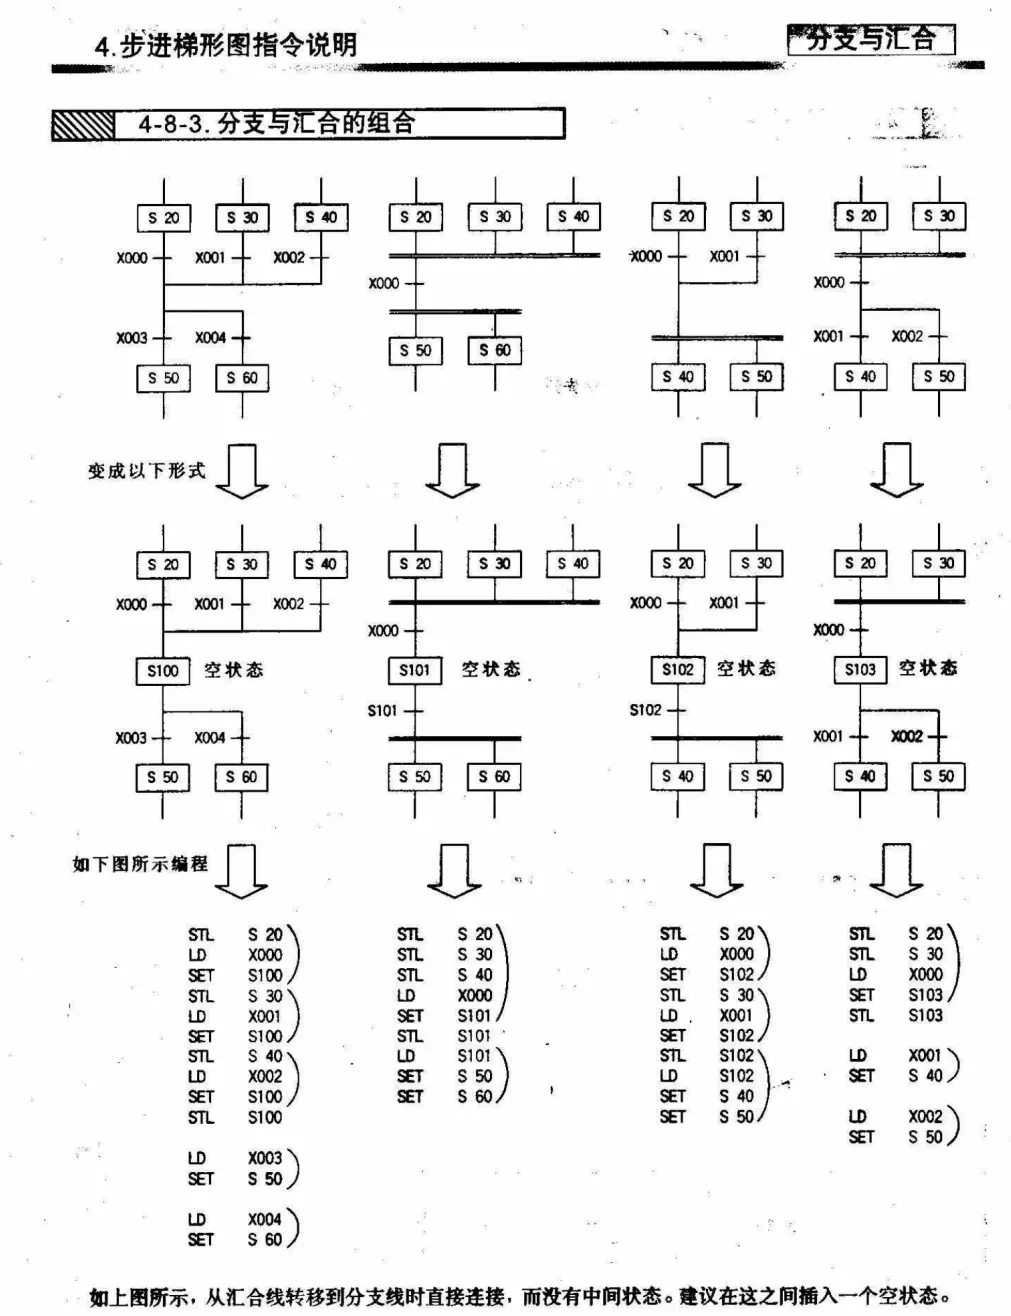 4.步进梯形图指令说明
分支与汇合
4-8-3.分支与汇合的组合
S 20 S 30 S 40 S 20 S 30 S 40 S 20 S 30 S 20 S 30
X000 X001 X002 X000 X001
X000 X000
X003 X004 X001 X002
S 50 S 60
S 50 S 60 S 40 S 50 S 40 S 50
变成以下形式
S 20 S 30 S 40 S 20 S 30 S 40 S 20 S 30 S 20 S 30
X000 X001 X002 X000 X001
X000 X000
S100 空状态 S101 空状态 S102 空状态 S103 空状态
S101 S102
X003 X004 X001 X002
S 50 S 60 S 50 S 60 S 40 S 50 S 40 S 50
如下图所示编程
STL S 20 STL S 20 STL S 20 STL S 20
LD X000 STL S 30 LD X000 STL S 30
SET S100 STL S 40 SET S102 LD X000
STL S 30 LD X000 STL S 30 SET S103
LD X001 SET S101 LD X001 STL S103
SET S100 STL S101 SET S102
STL S 40 LD S101 STL S102 LD X001
LD X002 SET S 50 LD S102 SET S 40
SET S100 SET S 60 SET S 40
STL S100 SET S 50 LD X002
SET S 50
LD X003
SET S 50
LD X004
SET S 60
如上图所示，从汇合线转移到分支线时直接连接，而没有中间状态。建议在这之间插入一个空状态。